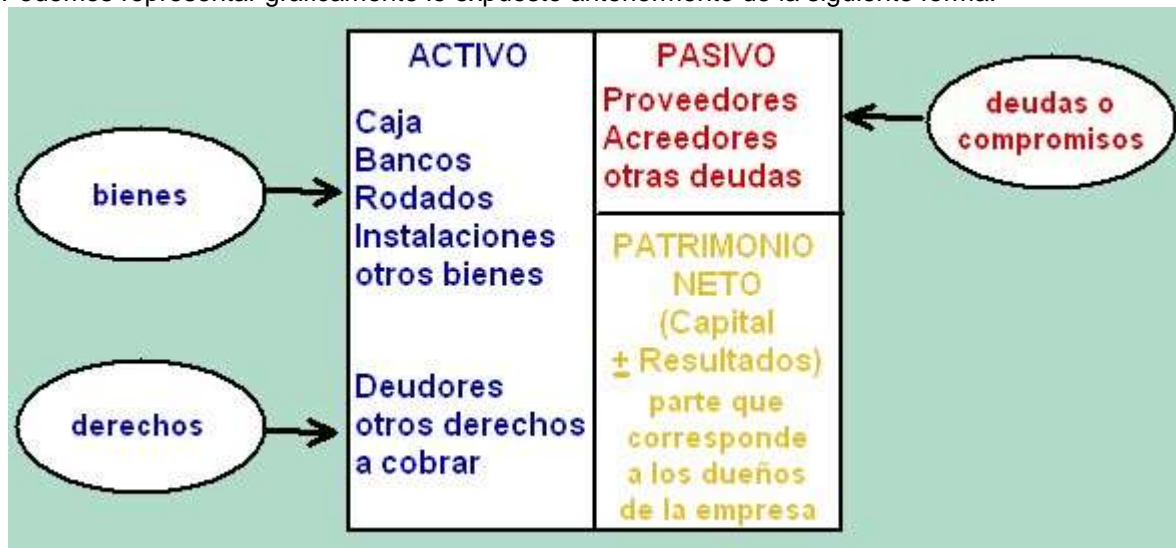 ACTIVO
Caja
Bancos
Rodados
Instalaciones
otros bienes
Deudores
otros derechos
a cobrar
PASIVO
Proveedores
Acreedores
otras deudas
PATRIMONIO
NETO
(Capital
± Resultados)
parte que
corresponde
a los dueños
de la empresa
bienes
derechos
deudas o
compromisos